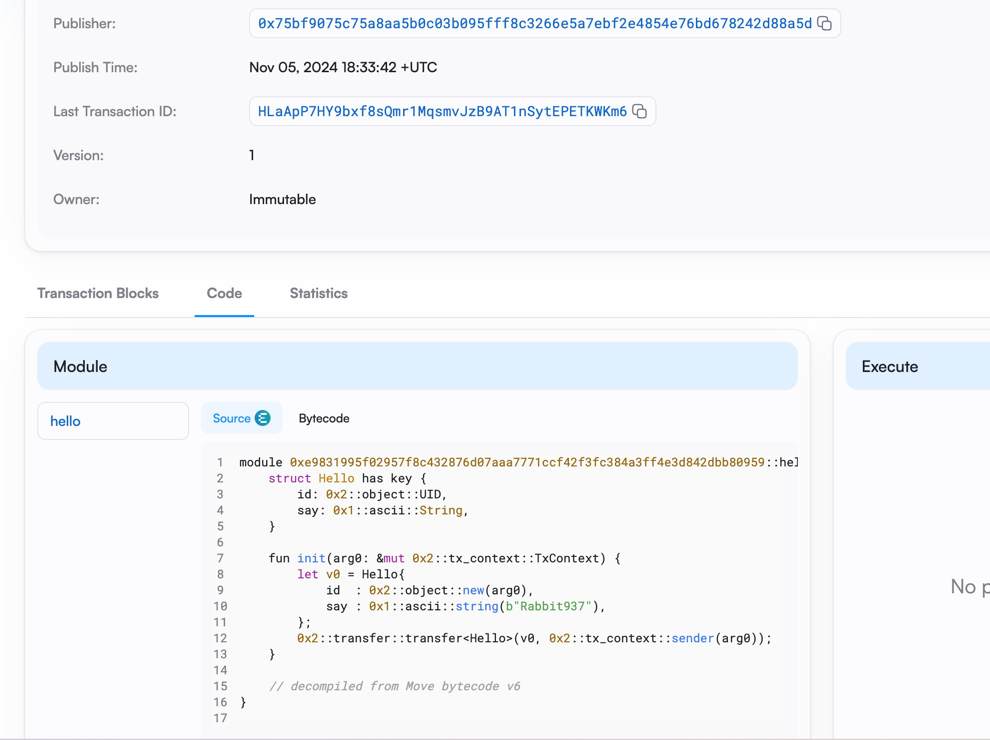 Publisher: 0x75bf9075c75a8aa5b0c03b095fff8c3266e5a7ebf2e4854e76bd678242d88a5d
Publish Time: Nov 05, 2024 18:33:42 +UTC
Last Transaction ID: HLaApP7HY9bxf8sQmr1MqsmvJzB9AT1nSytEPETKWKm6
Version: 1
Owner: Immutable
Transaction Blocks Code Statistics
Module
Execute
hello
Source Bytecode
1 module 0xe9831995f02957f8c432876d07aaa7771ccf42f3fc384a3ff4e3d842dbb80959::hel
2 struct Hello has key {
3 id: 0x2::object::UID,
4 say: 0x1::ascii::String,
5 }
6
7 fun init(arg0: &mut 0x2::tx_context::TxContext) {
8 let v0 = Hello{
9 id : 0x2::object::new(arg0),
10 say : 0x1::ascii::string(b"Rabbit937"),
11 };
12 0x2::transfer::transfer<Hello>(v0, 0x2::tx_context::sender(arg0));
13 }
14
15 // decompiled from Move bytecode v6
16 }
17
No p